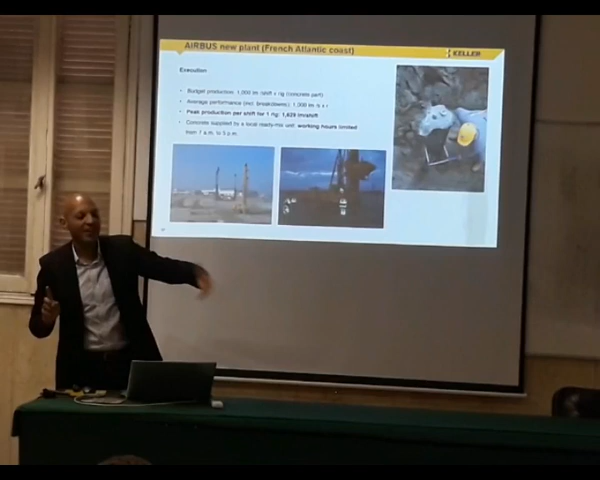 AIRBUS new plant (French Atlantic coast)
KELLER
Execution
• Budget production: 1,000 lm /shift x rig (concrete part)
• Average performance (incl. breakdowns): 1,000 lm /s x r
• Peak production per shift for 1 rig: 1,626 lm/shift
• Concrete supplied by a local ready-mix unit: working hours limited
from 7 a.m. to 5 p.m.